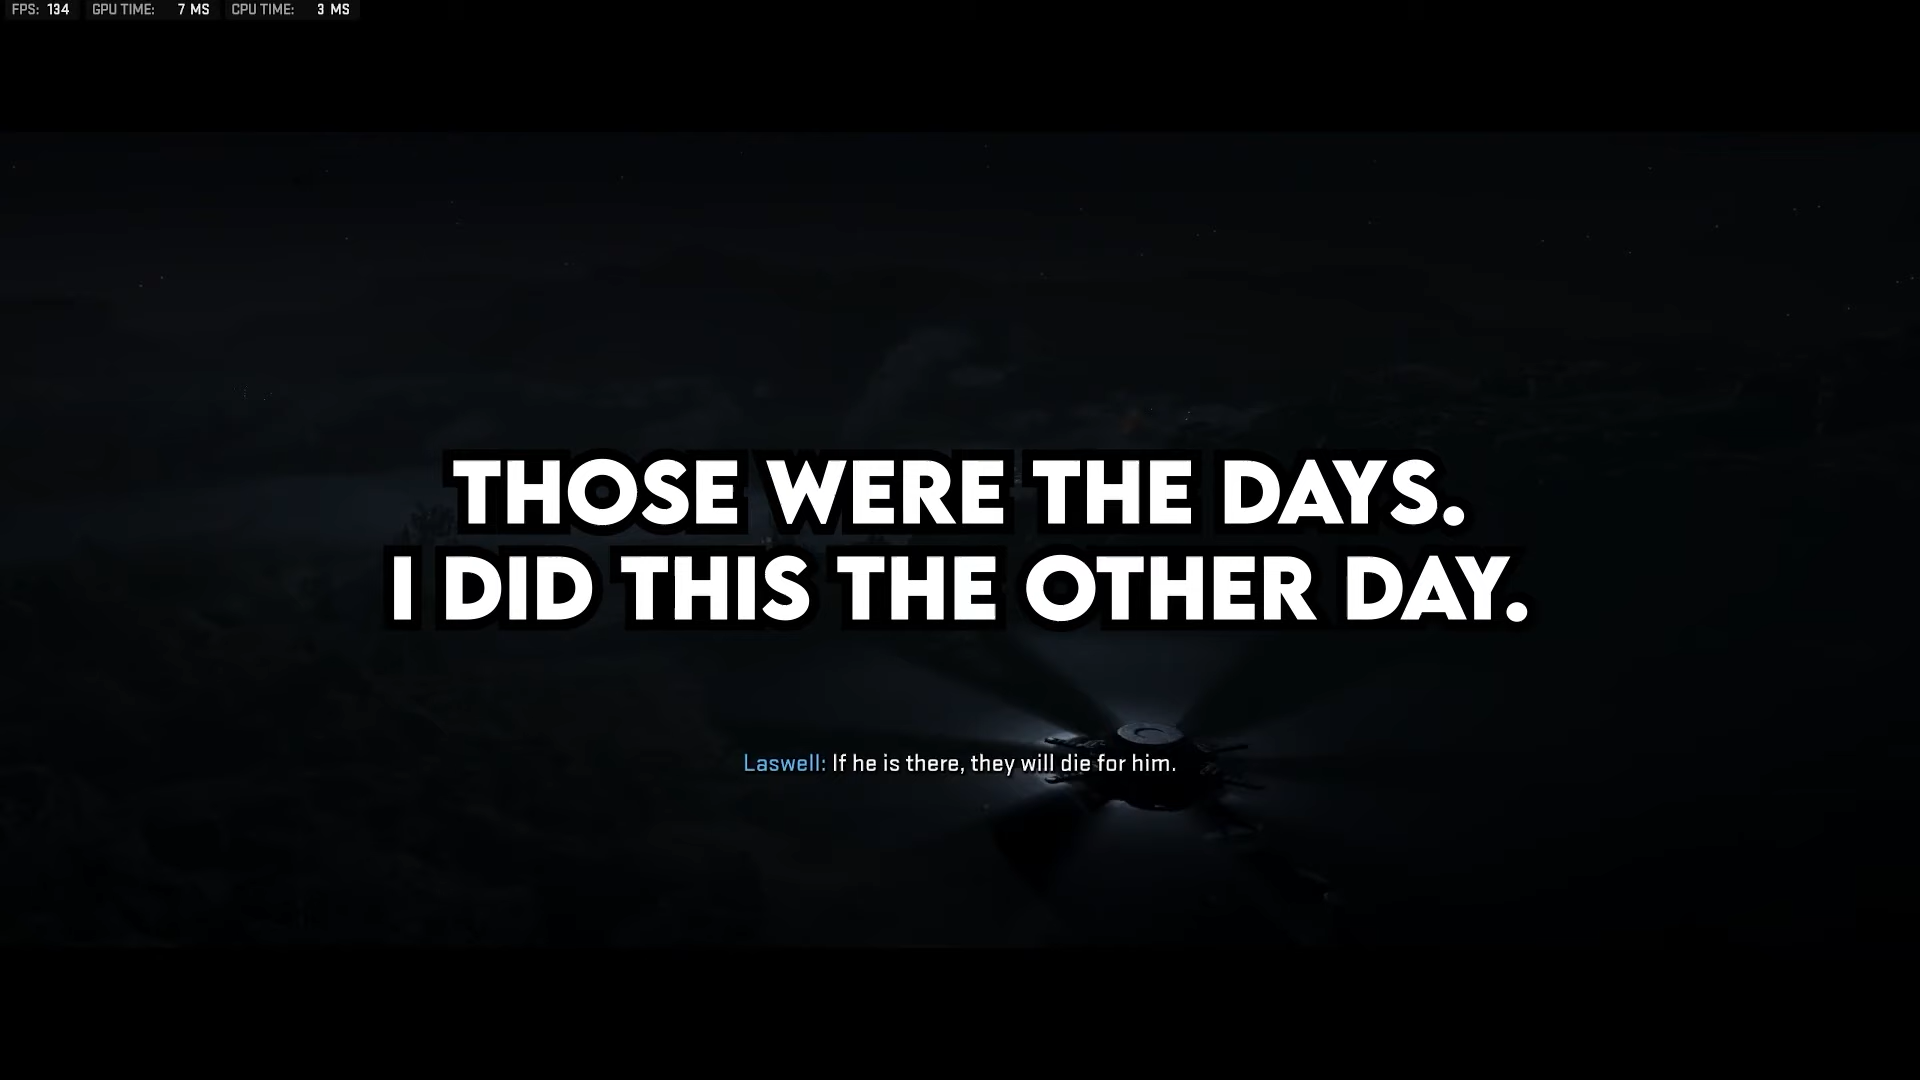 FPS: 134 GPU TIME: 7 MS CPU TIME: 3 MS
THOSE WERE THE DAYS.
I DID THIS THE OTHER DAY.
Laswell: If he is there, they will die for him.